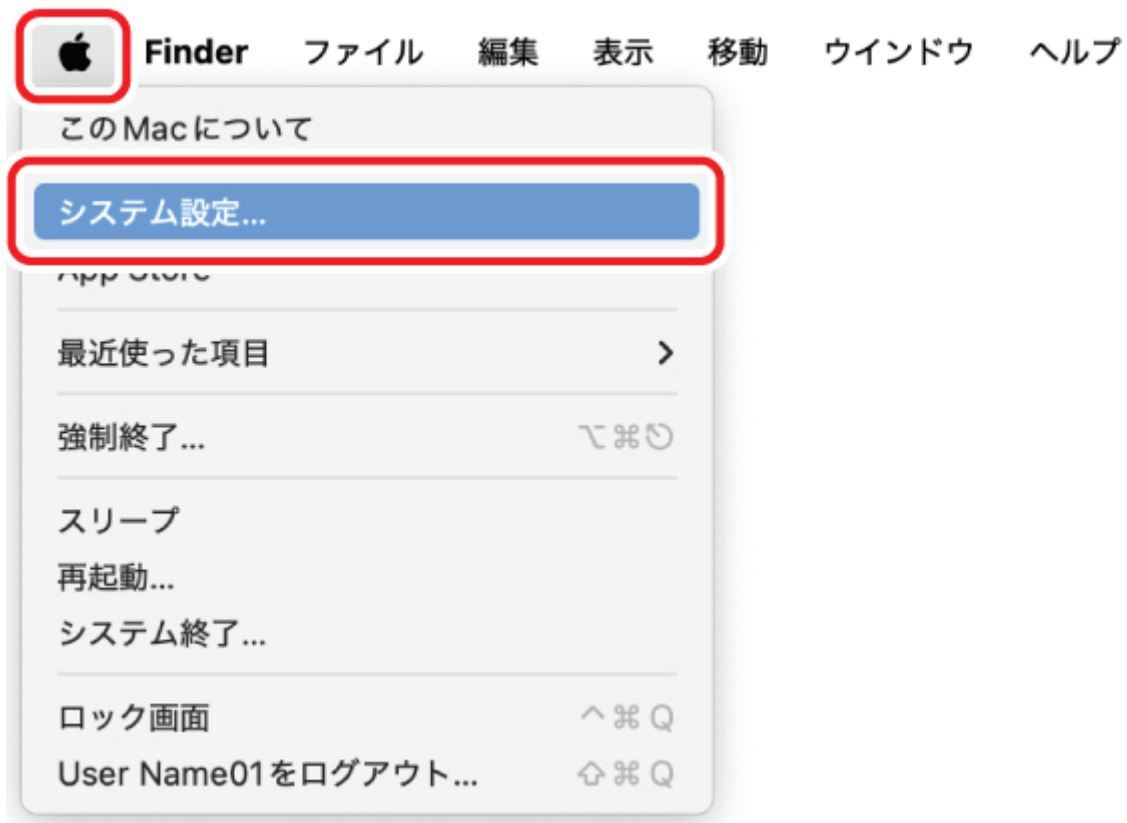 Finder ファイル 編集 表示 移動 ウインドウ ヘルプ
このMacについて
システム設定...
App Store
最近使った項目
強制終了... ⌥⌘⎋
スリープ
再起動...
システム終了...
ロック画面 ^⌘Q
User Name01をログアウト... ⇧⌘Q